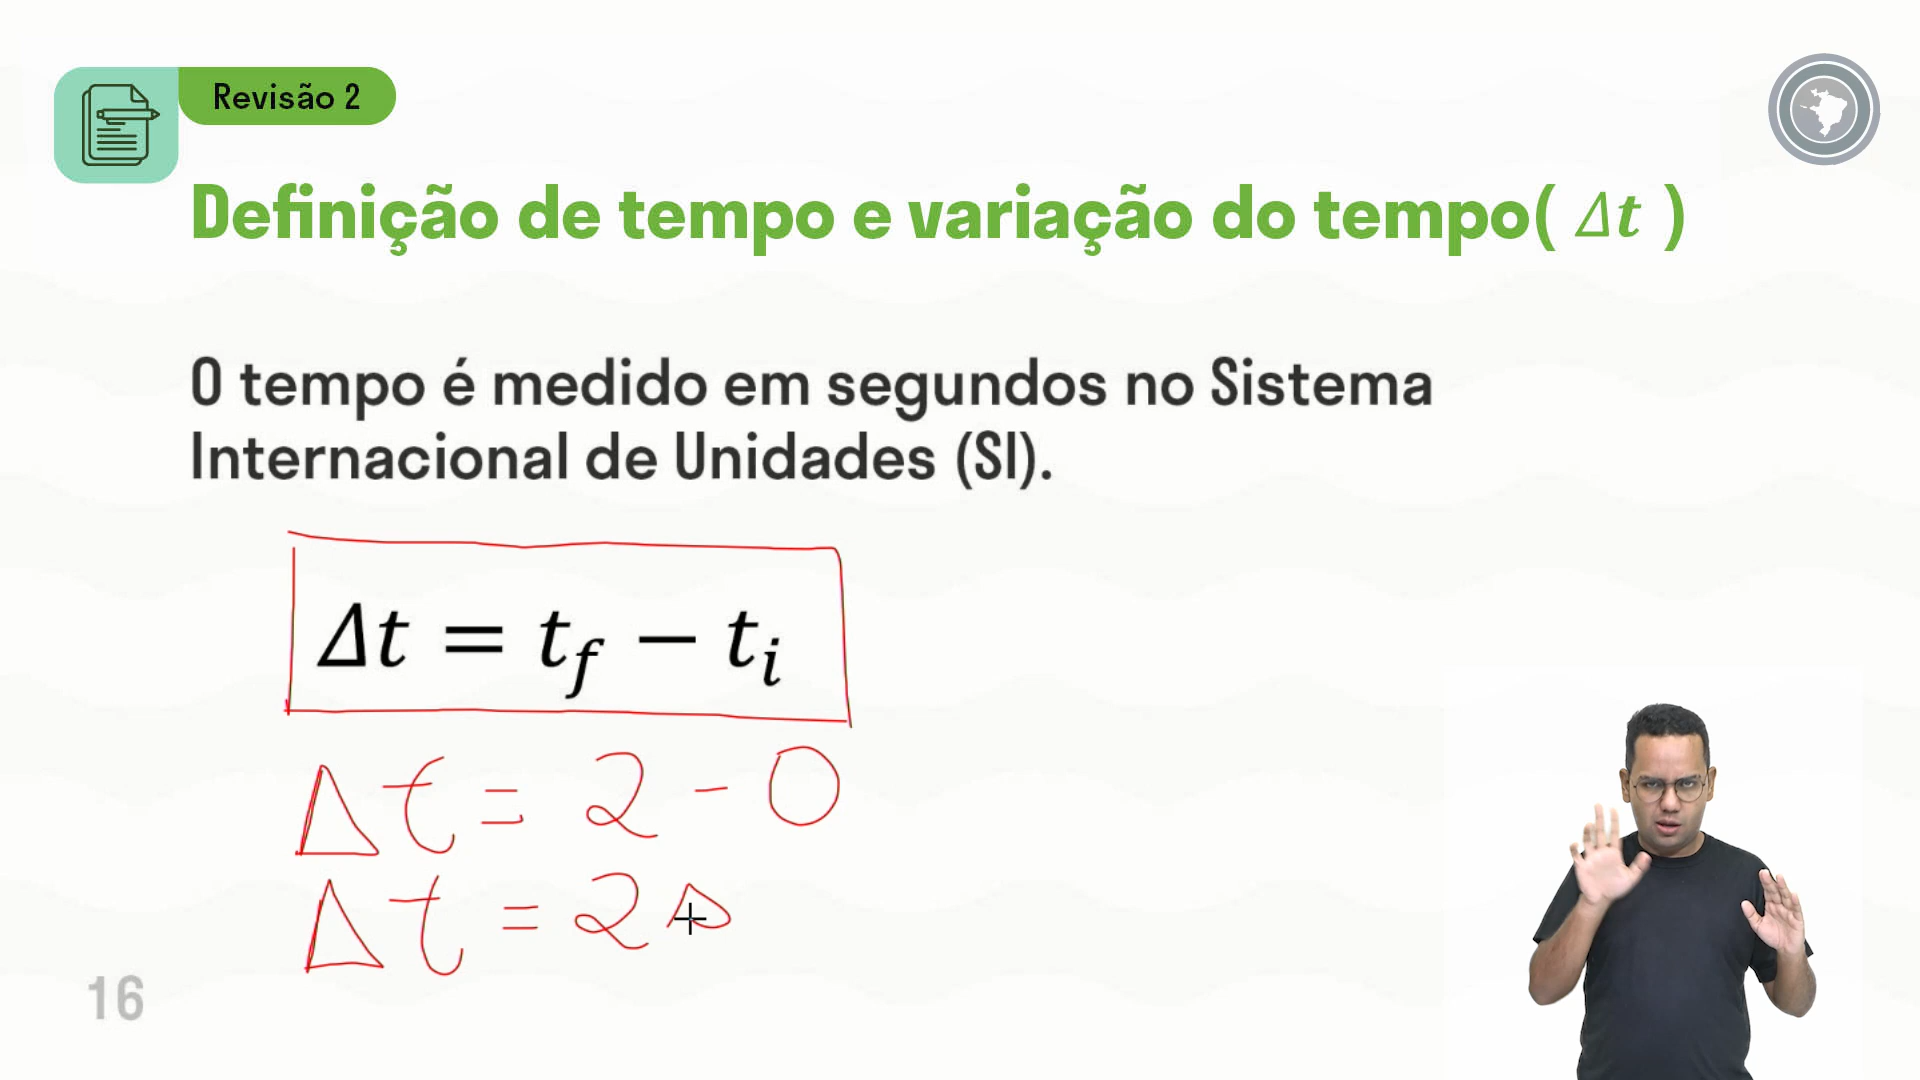 Revisão 2
Definição de tempo e variação do tempo( Δt )
O tempo é medido em segundos no Sistema
Internacional de Unidades (SI).
Δt = t_f − t_i
Δt = 2 - 0
Δt = 2s
16